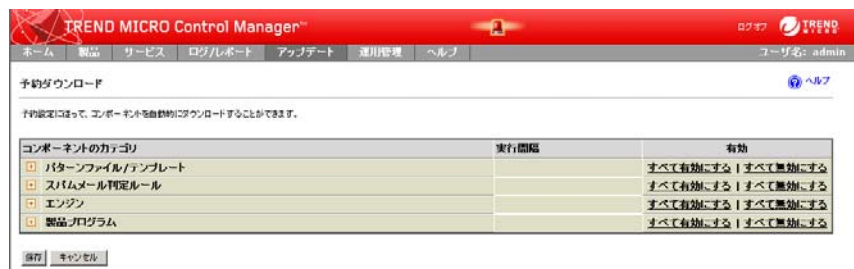 TREND MICRO Control Manager™
ログオフ
TREND MICRO
ホーム 製品 サービス ログ/レポート アップデート 運用管理 ヘルプ
ユーザ名: admin
予約ダウンロード
ヘルプ
予約設定に従って、コンポーネントを自動的にダウンロードすることができます。
コンポーネントのカテゴリ 実行間隔 有効
パターンファイル/テンプレート すべて有効にする | すべて無効にする
スパムメール判定ルール すべて有効にする | すべて無効にする
エンジン すべて有効にする | すべて無効にする
製品プログラム すべて有効にする | すべて無効にする
保存 キャンセル